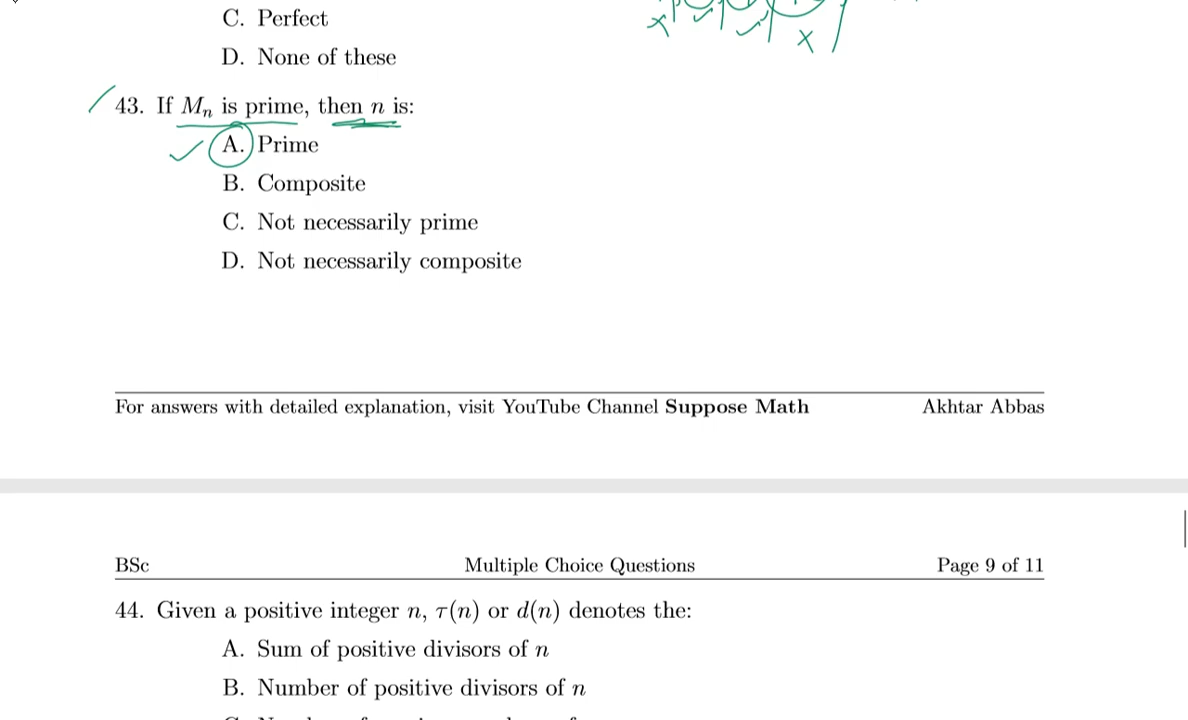 C. Perfect
D. None of these
43. If Mₙ is prime, then n is:
A. Prime
B. Composite
C. Not necessarily prime
D. Not necessarily composite
For answers with detailed explanation, visit YouTube Channel Suppose Math Akhtar Abbas
BSc Multiple Choice Questions Page 9 of 11
44. Given a positive integer n, τ(n) or d(n) denotes the:
A. Sum of positive divisors of n
B. Number of positive divisors of n